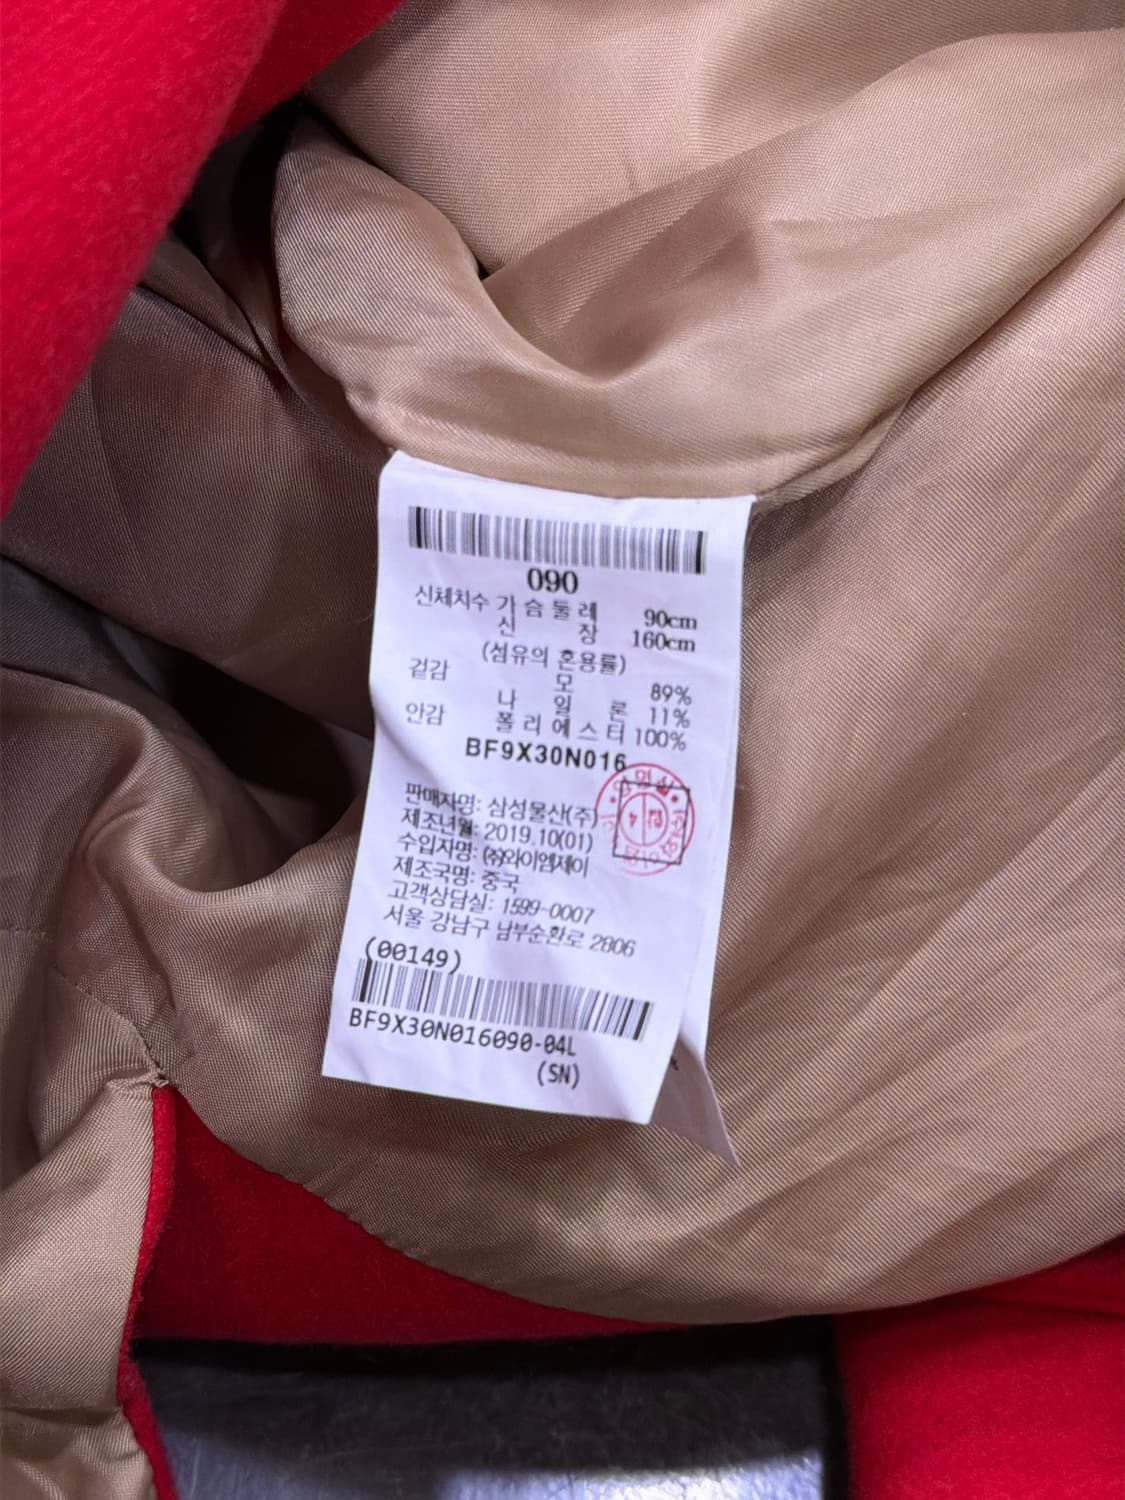 090
신체치수 가슴둘레 90cm
신 장 160cm
(섬유의 혼용률)
겉감 모 89%
나 일 론 11%
안감 폴리에스터 100%
BF9X30N016
판매자명: 삼성물산(주)
제조년월: 2019.10(01)
수입자명: ㈜와이엠제이
제조국명: 중국
고객상담실: 1599-0007
서울 강남구 남부순환로 2806
(00149)
BF9X30N016090-04L
(SN)